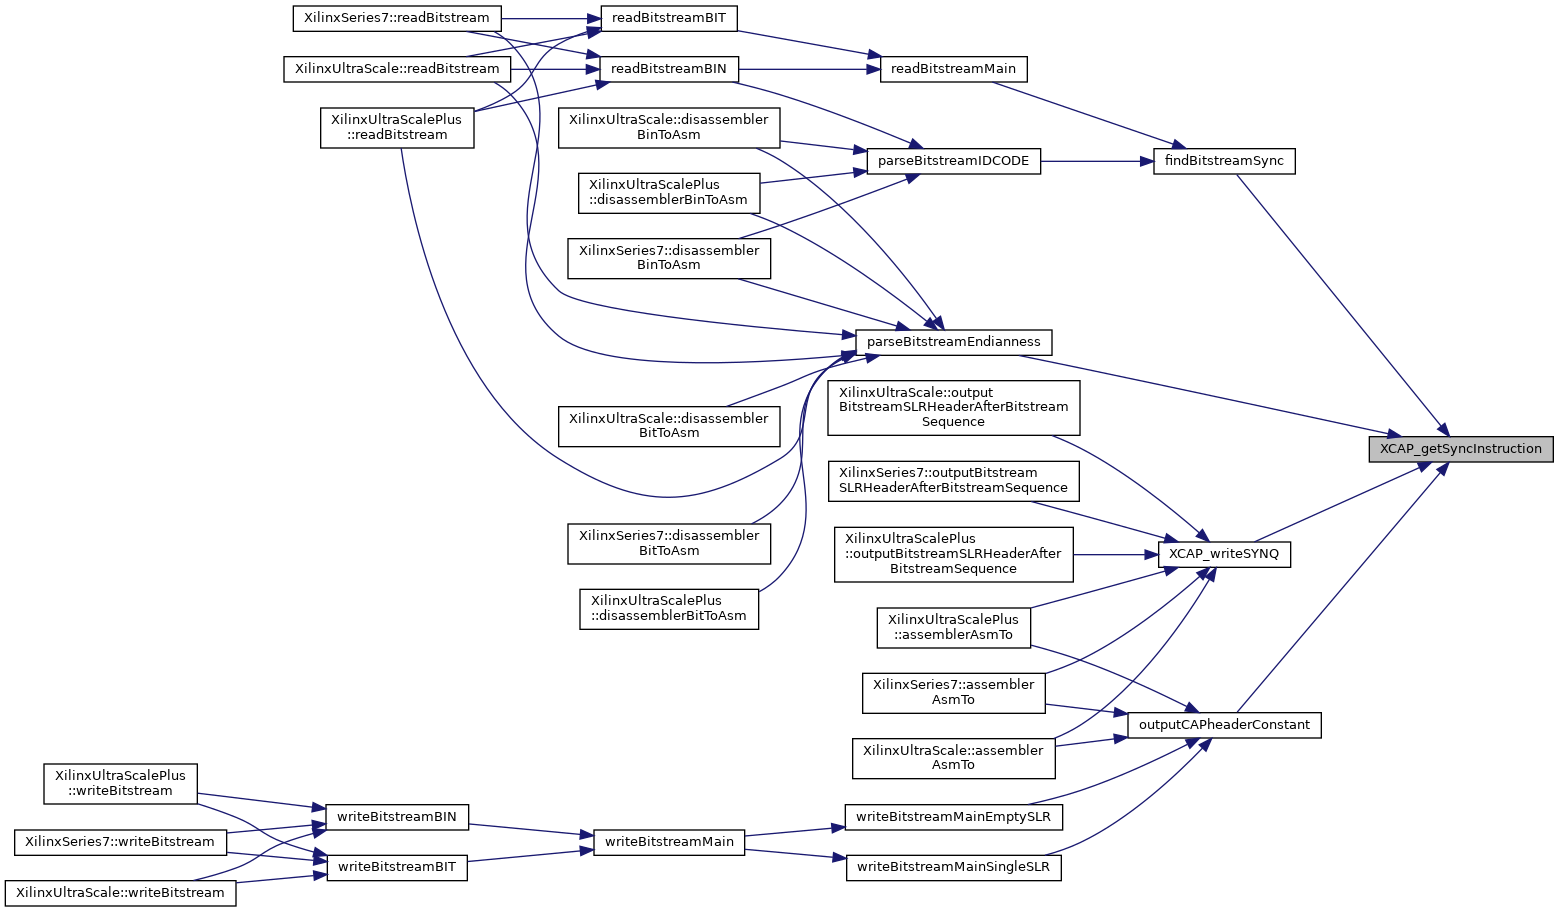 XilinxSeries7::readBitstream
readBitstreamBIT
XilinxUltraScale::readBitstream
readBitstreamBIN
readBitstreamMain
XilinxUltraScalePlus
::readBitstream
XilinxUltraScale::disassembler
BinToAsm
parseBitstreamIDCODE
findBitstreamSync
XilinxUltraScalePlus
::disassemblerBinToAsm
XilinxSeries7::disassembler
BinToAsm
parseBitstreamEndianness
XilinxUltraScale::output
BitstreamSLRHeaderAfterBitstream
Sequence
XilinxUltraScale::disassembler
BitToAsm
XCAP_getSyncInstruction
XilinxSeries7::outputBitstream
SLRHeaderAfterBitstreamSequence
XilinxSeries7::disassembler
BitToAsm
XilinxUltraScalePlus
::outputBitstreamSLRHeaderAfter
BitstreamSequence
XCAP_writeSYNQ
XilinxUltraScalePlus
::disassemblerBitToAsm
XilinxUltraScalePlus
::assemblerAsmTo
XilinxSeries7::assembler
AsmTo
outputCAPheaderConstant
XilinxUltraScale::assembler
AsmTo
XilinxUltraScalePlus
::writeBitstream
writeBitstreamBIN
writeBitstreamMainEmptySLR
XilinxSeries7::writeBitstream
writeBitstreamMain
writeBitstreamBIT
writeBitstreamMainSingleSLR
XilinxUltraScale::writeBitstream